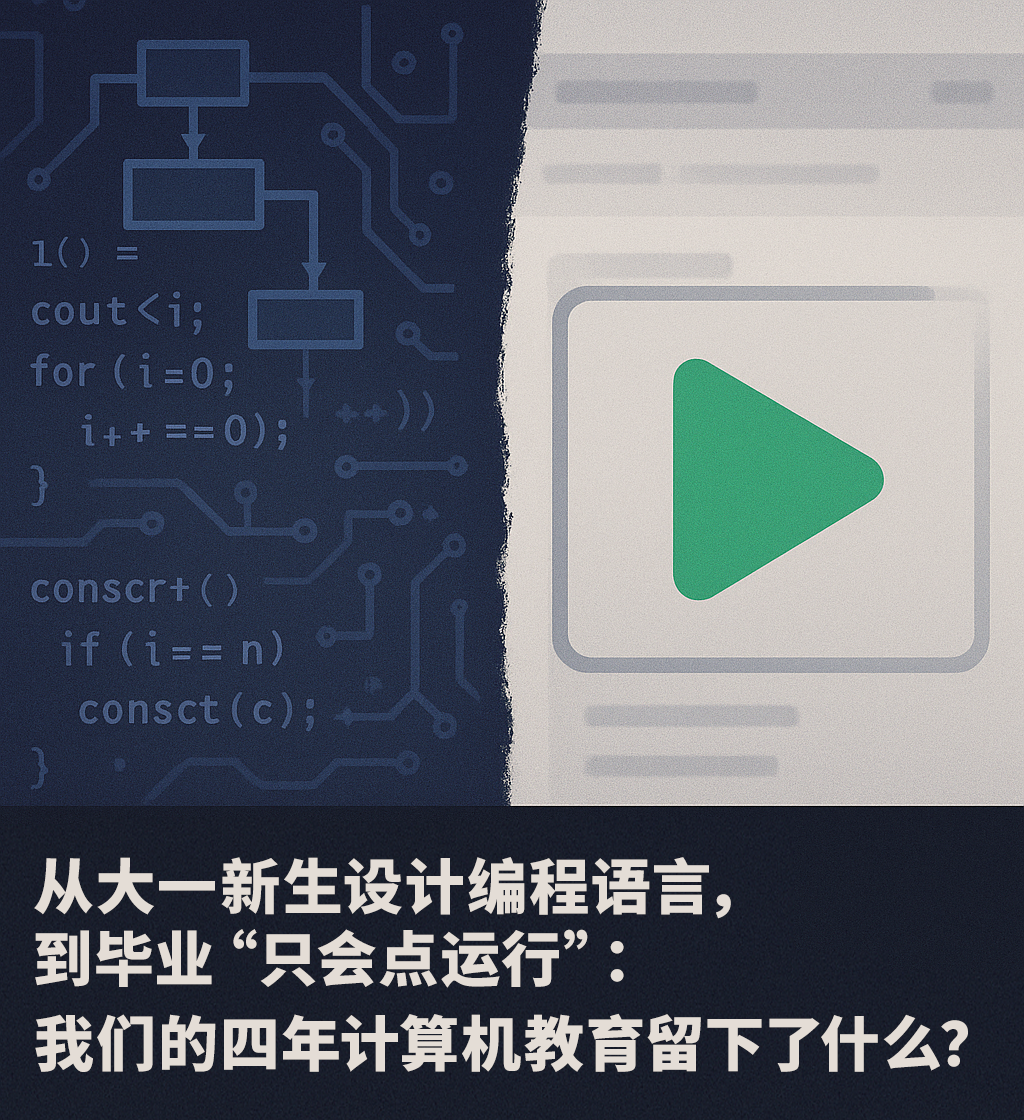 1() =
cout<i;
for (i=0;
++))
i++ ==0);
}
conscr+()
if (i== n)
consct(c);
}
从大一新生设计编程语言，
到毕业“只会点运行”：
我们的四年计算机教育留下了什么？